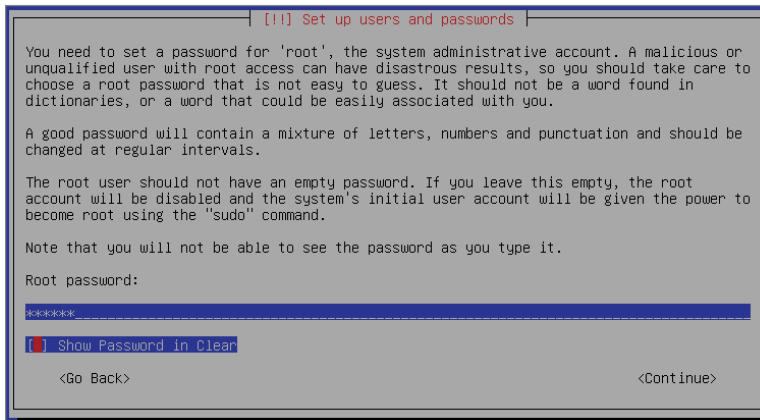 [!!] Set up users and passwords
You need to set a password for 'root', the system administrative account. A malicious or
unqualified user with root access can have disastrous results, so you should take care to
choose a root password that is not easy to guess. It should not be a word found in
dictionaries, or a word that could be easily associated with you.
A good password will contain a mixture of letters, numbers and punctuation and should be
changed at regular intervals.
The root user should not have an empty password. If you leave this empty, the root
account will be disabled and the system's initial user account will be given the power to
become root using the "sudo" command.
Note that you will not be able to see the password as you type it.
Root password:
******
[ ] Show Password in Clear
<Go Back> <Continue>